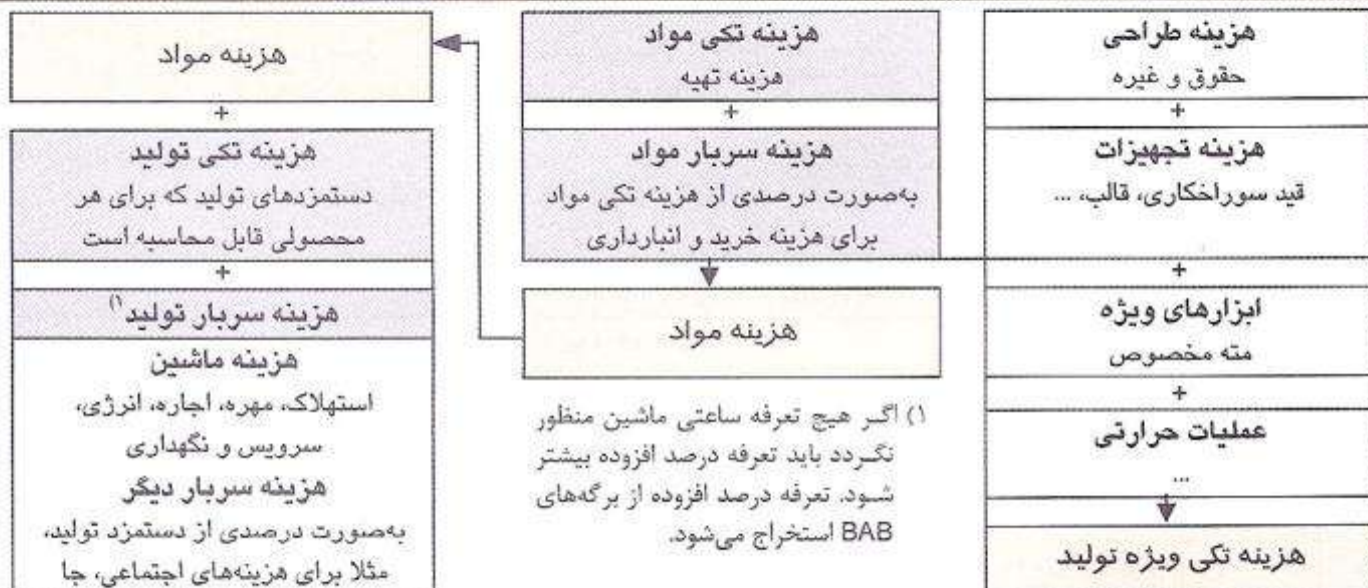 هزینه مواد
+
هزینه تکی تولید
دستمزدهای تولید که برای هر
محصولی قابل محاسبه است
+
هزینه سربار تولید ۱)
هزینه ماشین
استهلاک، مهره، اجاره، انرژی،
سرویس و نگهداری
هزینه سربار دیگر
به‌صورت درصدی از دستمزد تولید،
مثلا برای هزینه‌های اجتماعی، جا
هزینه تکی مواد
هزینه تهیه
+
هزینه سربار مواد
به‌صورت درصدی از هزینه تکی مواد
برای هزینه خرید و انبارداری
هزینه مواد
۱) اگر هیچ تعرفه ساعتی ماشین منظور
نگردد باید تعرفه درصد افزوده بیشتر
شود. تعرفه درصد افزوده از برگه‌های
BAB استخراج می‌شود.
هزینه طراحی
حقوق و غیره
+
هزینه تجهیزات
قید سوراخکاری، قالب، ...
+
ابزارهای ویژه
مته مخصوص
+
عملیات حرارتی
...
هزینه تکی ویژه تولید